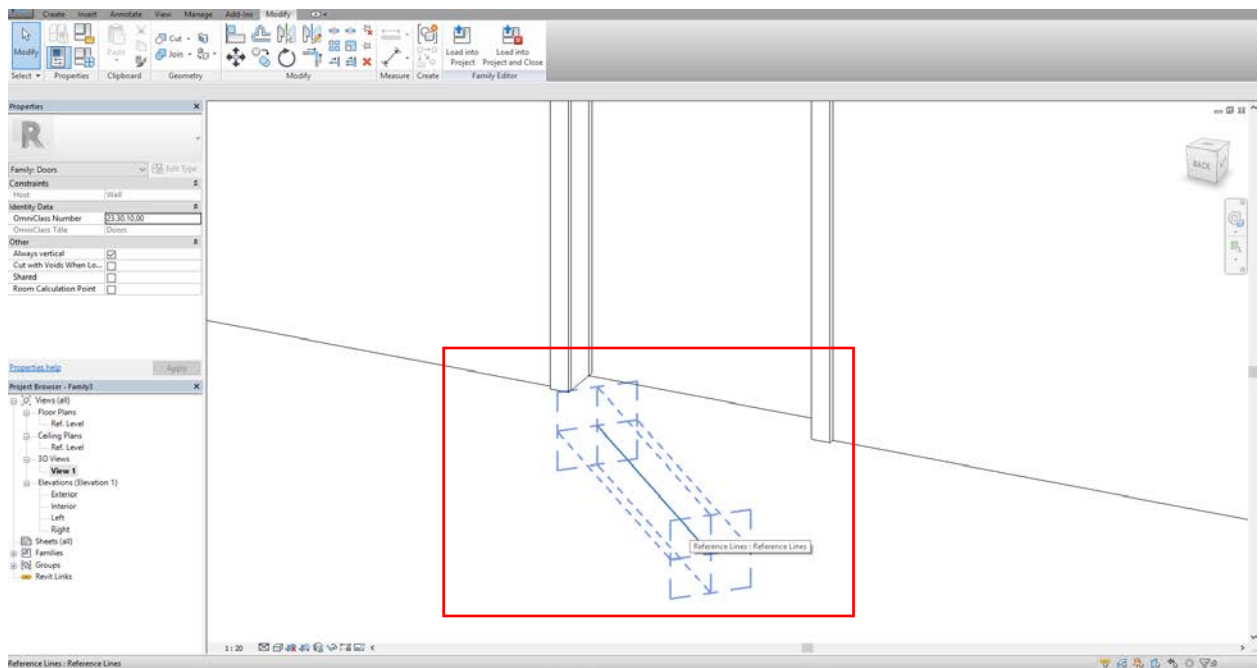 Create Insert Annotate View Manage Add-Ins Modify
Modify
Paste
Cut
Join
Load into
Project
Load into
Project and Close
Select Properties Clipboard Geometry Modify Measure Create Family Editor
Properties
R
Family: Doors
Edit Type
Constraints
Host Wall
Identity Data
OmniClass Number 23.30.10.00
OmniClass Title Doors
Other
Always vertical
Cut with Voids When Lo...
Shared
Room Calculation Point
Properties help
Apply
Project Browser - Family3
Views (all)
Floor Plans
Ref. Level
Ceiling Plans
Ref. Level
3D Views
View 1
Elevations (Elevation 1)
Exterior
Interior
Left
Right
Sheets (all)
Families
Groups
Revit Links
BACK
Reference Lines : Reference Lines
1 : 20
Reference Lines : Reference Lines